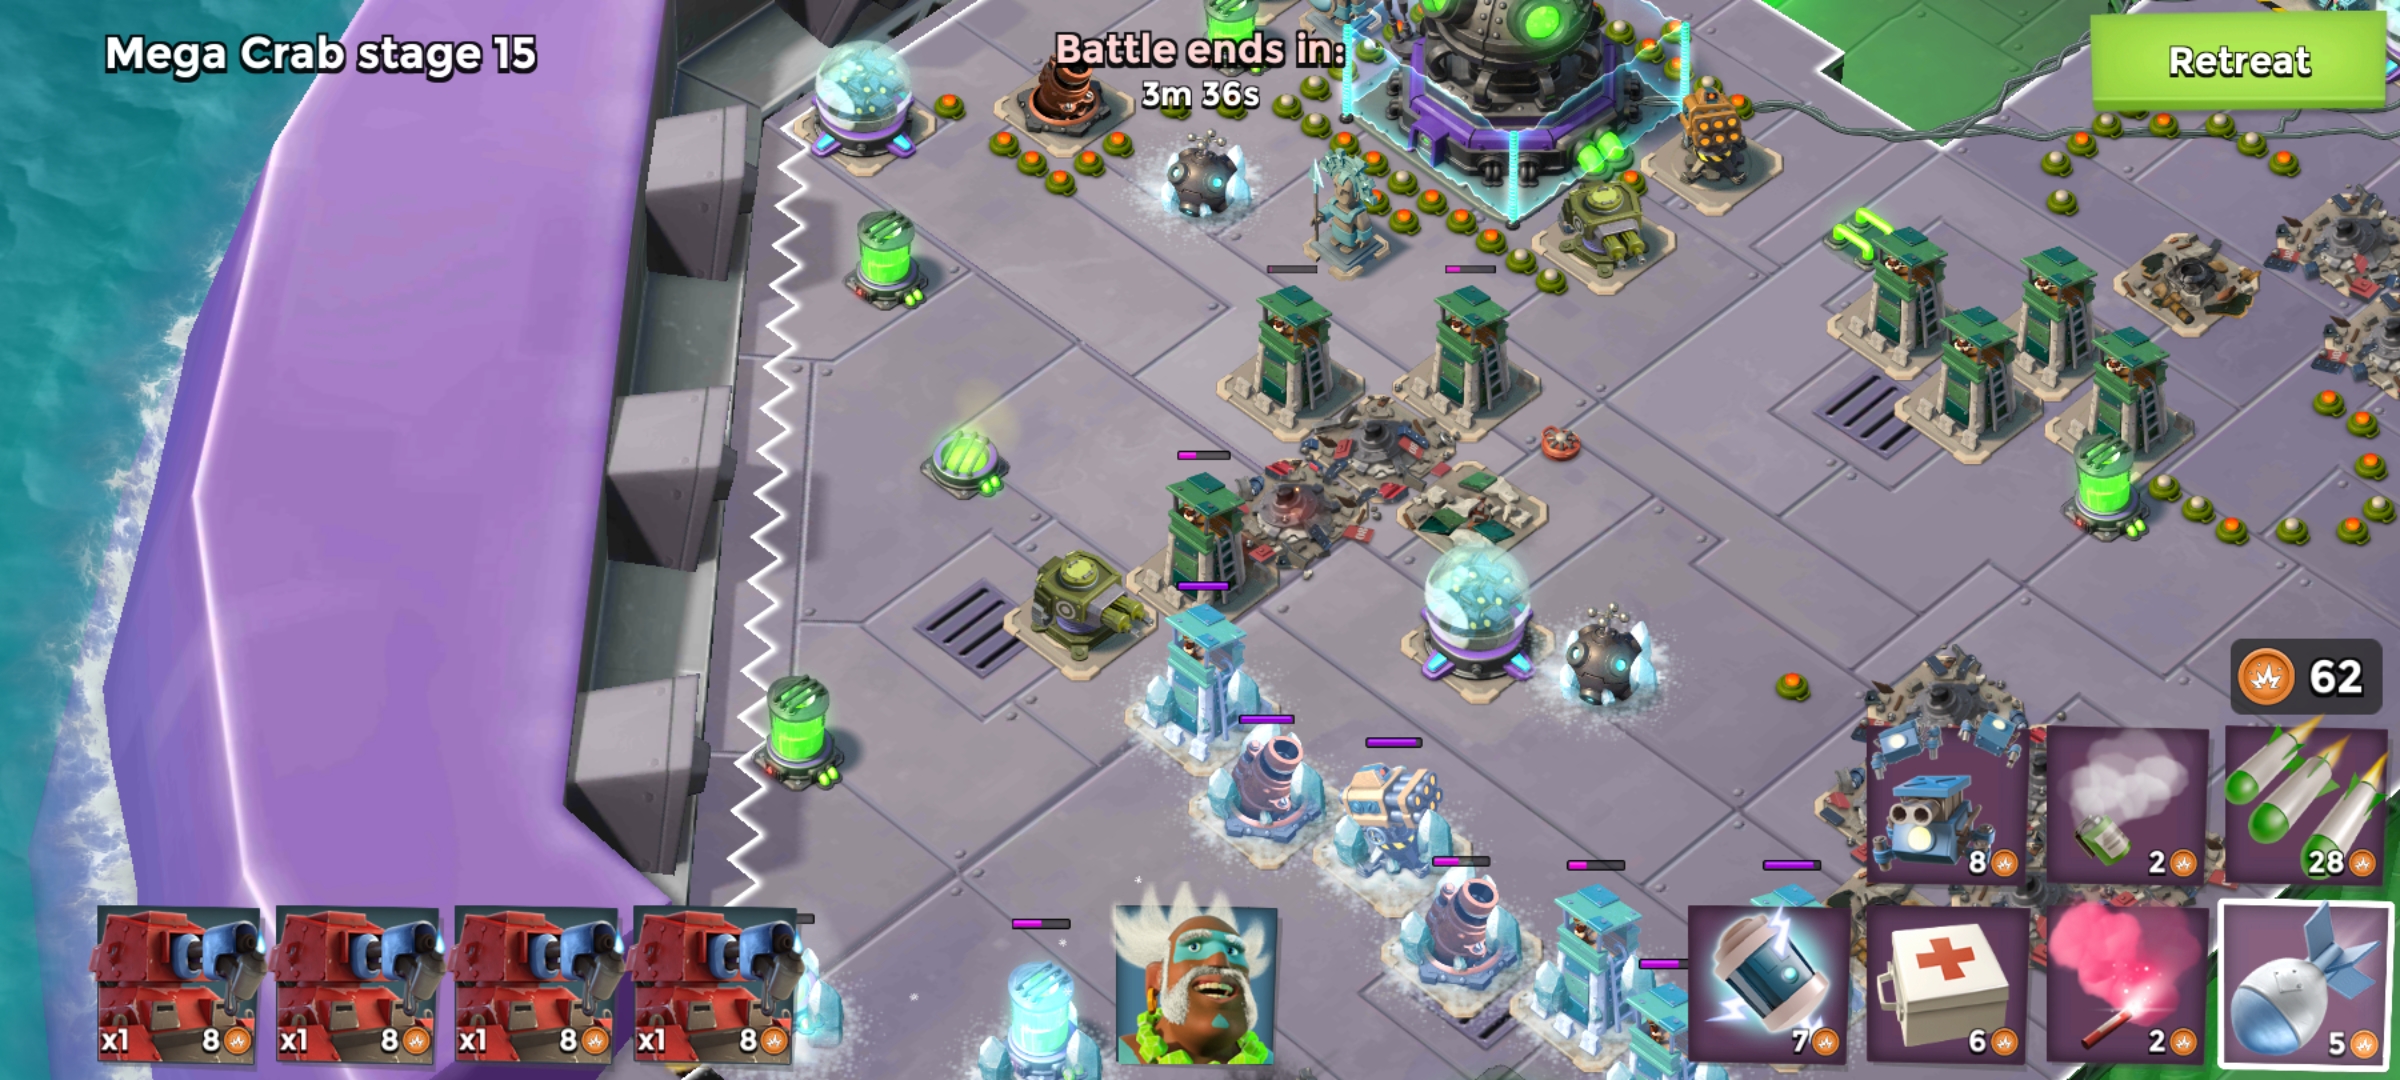 Mega Crab stage 15
Battle ends in:
3m 36s
Retreat
62
8
2
28
x1 8
x1 8
x1 8
x1 8
7
6
2
5